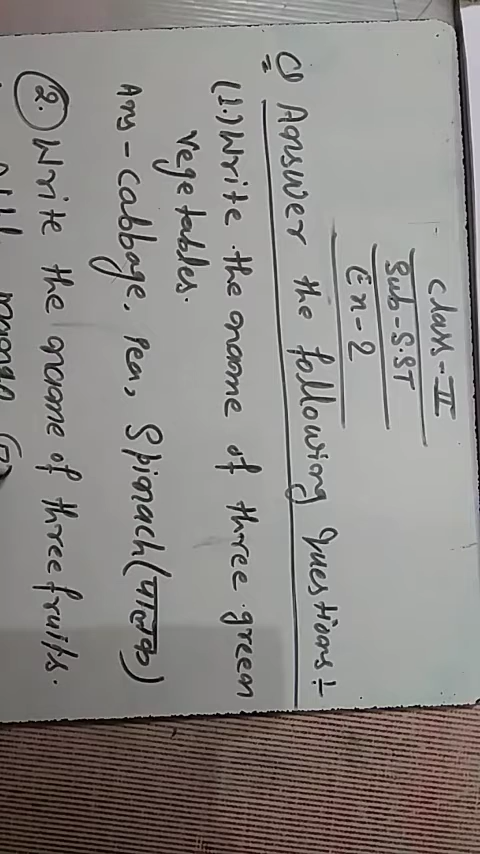 Class-II
Sub-S.ST
Ex-2
c) Answer the following Questions÷
(1.) Write the name of three green
vegetables.
Ans-cabbage, Pea, Spinach(पालक)
(2.) Write the name of three fruits.